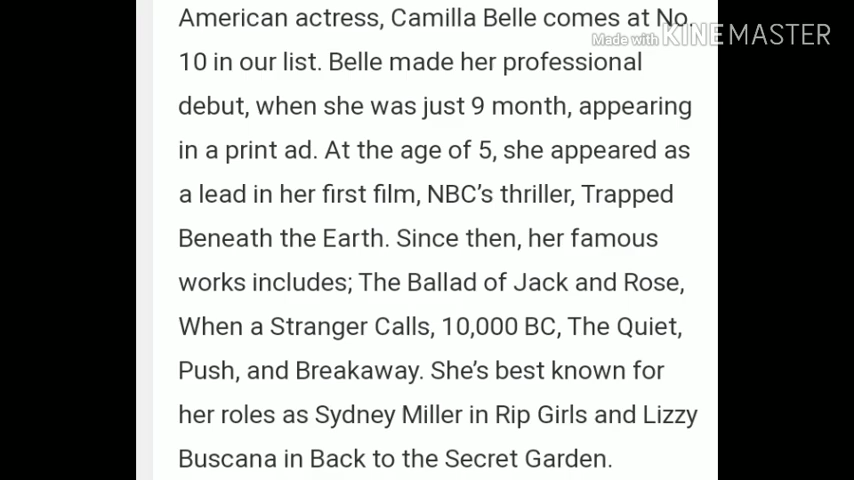 American actress, Camilla Belle comes at No.
Made with KINEMASTER
10 in our list. Belle made her professional
debut, when she was just 9 month, appearing
in a print ad. At the age of 5, she appeared as
a lead in her first film, NBC’s thriller, Trapped
Beneath the Earth. Since then, her famous
works includes; The Ballad of Jack and Rose,
When a Stranger Calls, 10,000 BC, The Quiet,
Push, and Breakaway. She’s best known for
her roles as Sydney Miller in Rip Girls and Lizzy
Buscana in Back to the Secret Garden.